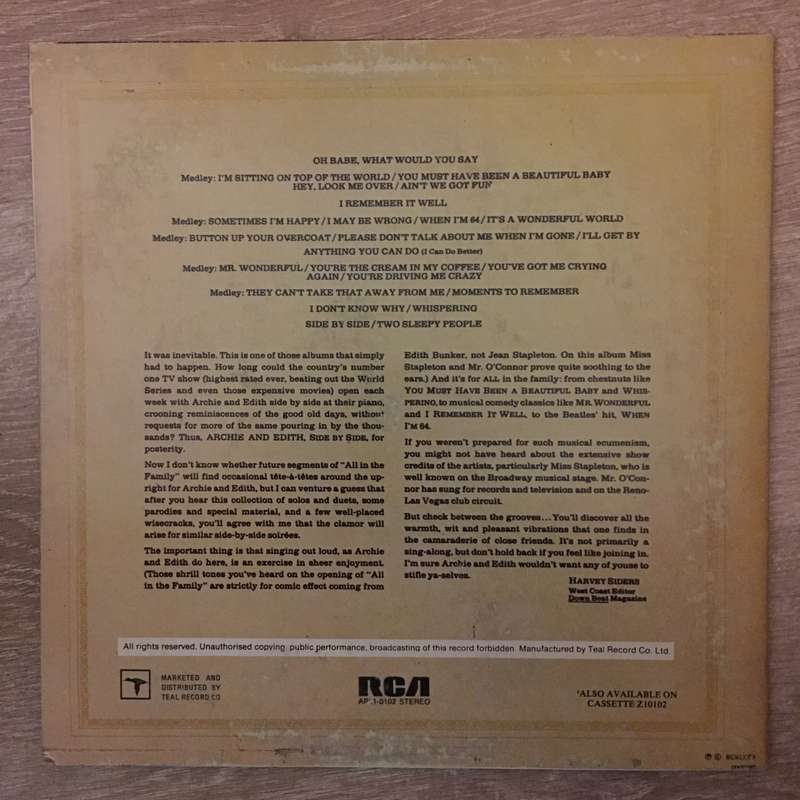 OH BABE, WHAT WOULD YOU SAY
Medley: I'M SITTING ON TOP OF THE WORLD/YOU MUST HAVE BEEN A BEAUTIFUL BABY
HEY, LOOK ME OVER/AIN'T WE GOT FUN
I REMEMBER IT WELL
Medley: SOMETIMES I'M HAPPY/I MAY BE WRONG/WHEN I'M 64/IT'S A WONDERFUL WORLD
Medley: BUTTON UP YOUR OVERCOAT/PLEASE DON'T TALK ABOUT ME WHEN I'M GONE/I'LL GET BY
ANYTHING YOU CAN DO (I Can Do Better)
Medley: MR. WONDERFUL/YOU'RE THE CREAM IN MY COFFEE/YOU'VE GOT ME CRYING
AGAIN/YOU'RE DRIVING ME CRAZY
Medley: THEY CAN'T TAKE THAT AWAY FROM ME/MOMENTS TO REMEMBER
I DON'T KNOW WHY/WHISPERING
SIDE BY SIDE/TWO SLEEPY PEOPLE
It was inevitable. This is one of those albums that simply
had to happen. How long could the country's number
one TV show (highest rated ever, beating out the World
Series and even those expensive movies) open each
week with Archie and Edith side by side at their piano,
crooning reminiscences of the good old days, without
requests for more of the same pouring in by the thou-
sands? Thus, ARCHIE AND EDITH, SIDE BY SIDE, for
posterity.
Now I don't know whether future segments of "All in the
Family" will find occasional tête-à-têtes around the up-
right for Archie and Edith, but I can venture a guess that
after you hear this collection of solos and duets, some
parodies and special material, and a few well-placed
wisecracks, you'll agree with me that the clamor will
arise for similar side-by-side soirées.
The important thing is that singing out loud, as Archie
and Edith do here, is an exercise in sheer enjoyment.
(Those shrill tones you've heard on the opening of "All
in the Family" are strictly for comic effect coming from
Edith Bunker, not Jean Stapleton. On this album Miss
Stapleton and Mr. O'Connor prove quite soothing to the
ears.) And it's for ALL in the family: from chestnuts like
YOU MUST HAVE BEEN A BEAUTIFUL BABY and WHIS-
PERING, to musical comedy classics like MR. WONDERFUL
and I REMEMBER IT WELL, to the Beatles' hit, WHEN
I'M 64.
If you weren't prepared for such musical ecumenism,
you might not have heard about the extensive show
credits of the artists, particularly Miss Stapleton, who is
well known on the Broadway musical stage. Mr. O'Con-
nor has sung for records and television and on the Reno-
Las Vegas club circuit.
But check between the grooves...You'll discover all the
warmth, wit and pleasant vibrations that one finds in
the camaraderie of close friends. It's not primarily a
sing-along, but don't hold back if you feel like joining in.
I'm sure Archie and Edith wouldn't want any of youse to
stifle ya-selves.
HARVEY SIDERS
West Coast Editor
Down Beat Magazine
All rights reserved. Unauthorised copying public performance, broadcasting of this record forbidden. Manufactured by Teal Record Co. Ltd.
T
MARKETED AND
DISTRIBUTED BY
TEAL RECORD CO
RCA
AP 1-0102 STEREO
*ALSO AVAILABLE ON
CASSETTE Z10102